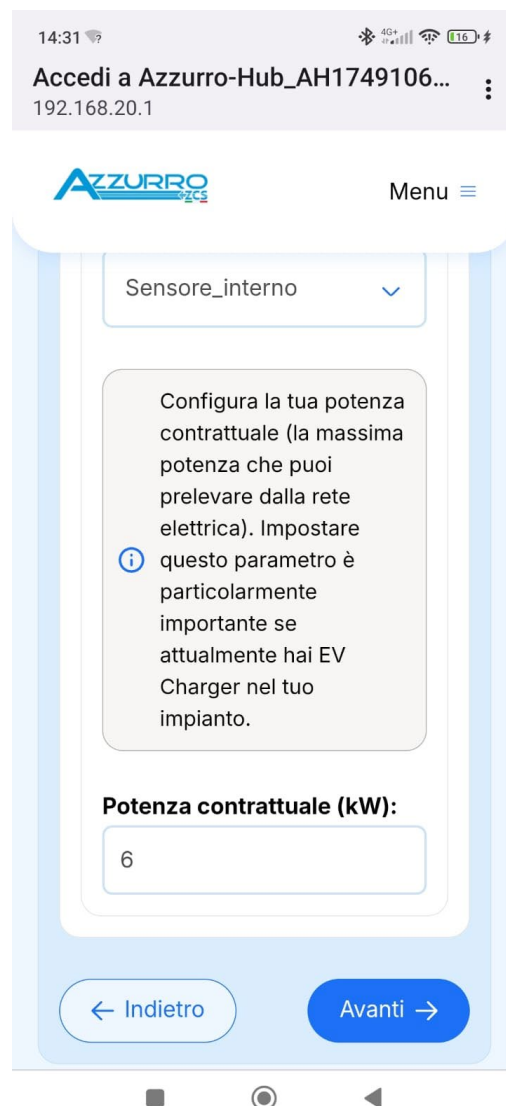 14:31
4G+
16
Accedi a Azzurro-Hub_AH1749106...
192.168.20.1
AZZURRO
ZCS
Menu
Sensore_interno
Configura la tua potenza
contrattuale (la massima
potenza che puoi
prelevare dalla rete
elettrica). Impostare
questo parametro è
particolarmente
importante se
attualmente hai EV
Charger nel tuo
impianto.
Potenza contrattuale (kW):
6
← Indietro
Avanti →